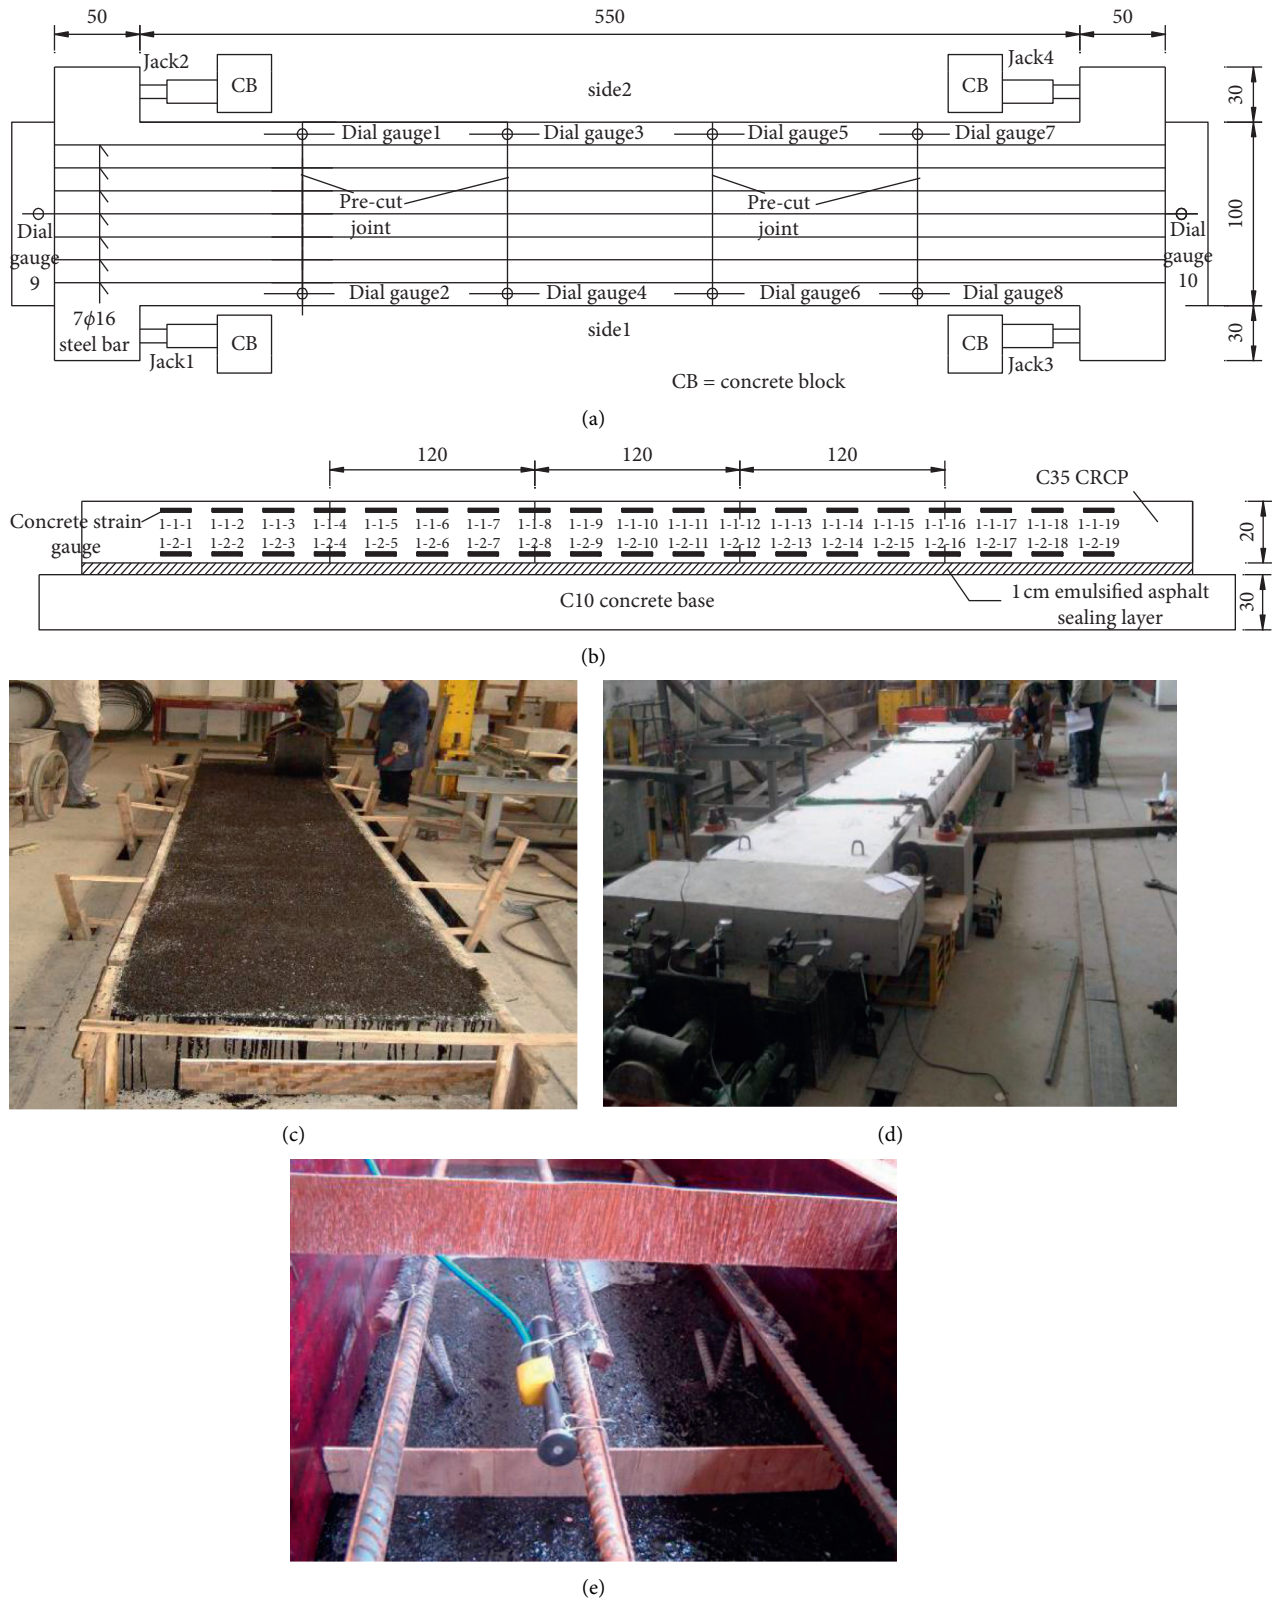 50 550 50
Jack2 CB CB Jack4
side2
30
Dial gauge1 Dial gauge3 Dial gauge5 Dial gauge7
Pre-cut
joint
Pre-cut
joint
100
Dial
gauge
9
Dial
gauge
10
Dial gauge2 Dial gauge4 Dial gauge6 Dial gauge8
7ϕ16
steel bar
side1
30
Jack1 CB CB Jack3
CB = concrete block
(a)
120 120 120
C35 CRCP
Concrete strain
gauge
1-1-1 1-1-2 1-1-3 1-1-4 1-1-5 1-1-6 1-1-7 1-1-8 1-1-9 1-1-10 1-1-11 1-1-12 1-1-13 1-1-14 1-1-15 1-1-16 1-1-17 1-1-18 1-1-19
1-2-1 1-2-2 1-2-3 1-2-4 1-2-5 1-2-6 1-2-7 1-2-8 1-2-9 1-2-10 1-2-11 1-2-12 1-2-13 1-2-14 1-2-15 1-2-16 1-2-17 1-2-18 1-2-19
20
C10 concrete base
1 cm emulsified asphalt
sealing layer
30
(b)
(c)
(d)
(e)